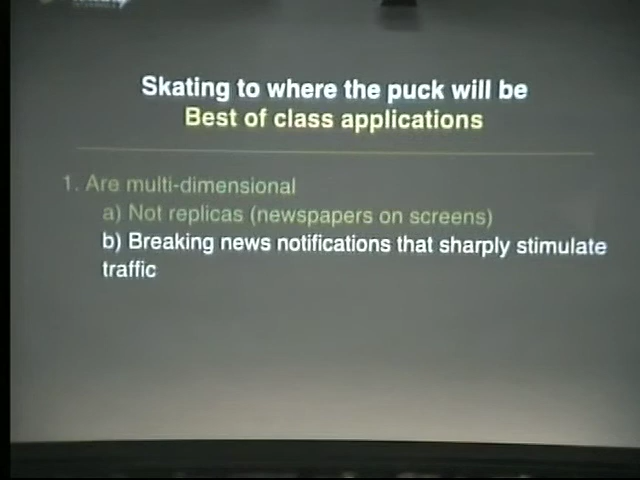 Skating to where the puck will be
Best of class applications
1. Are multi-dimensional
a) Not replicas (newspapers on screens)
b) Breaking news notifications that sharply stimulate
traffic